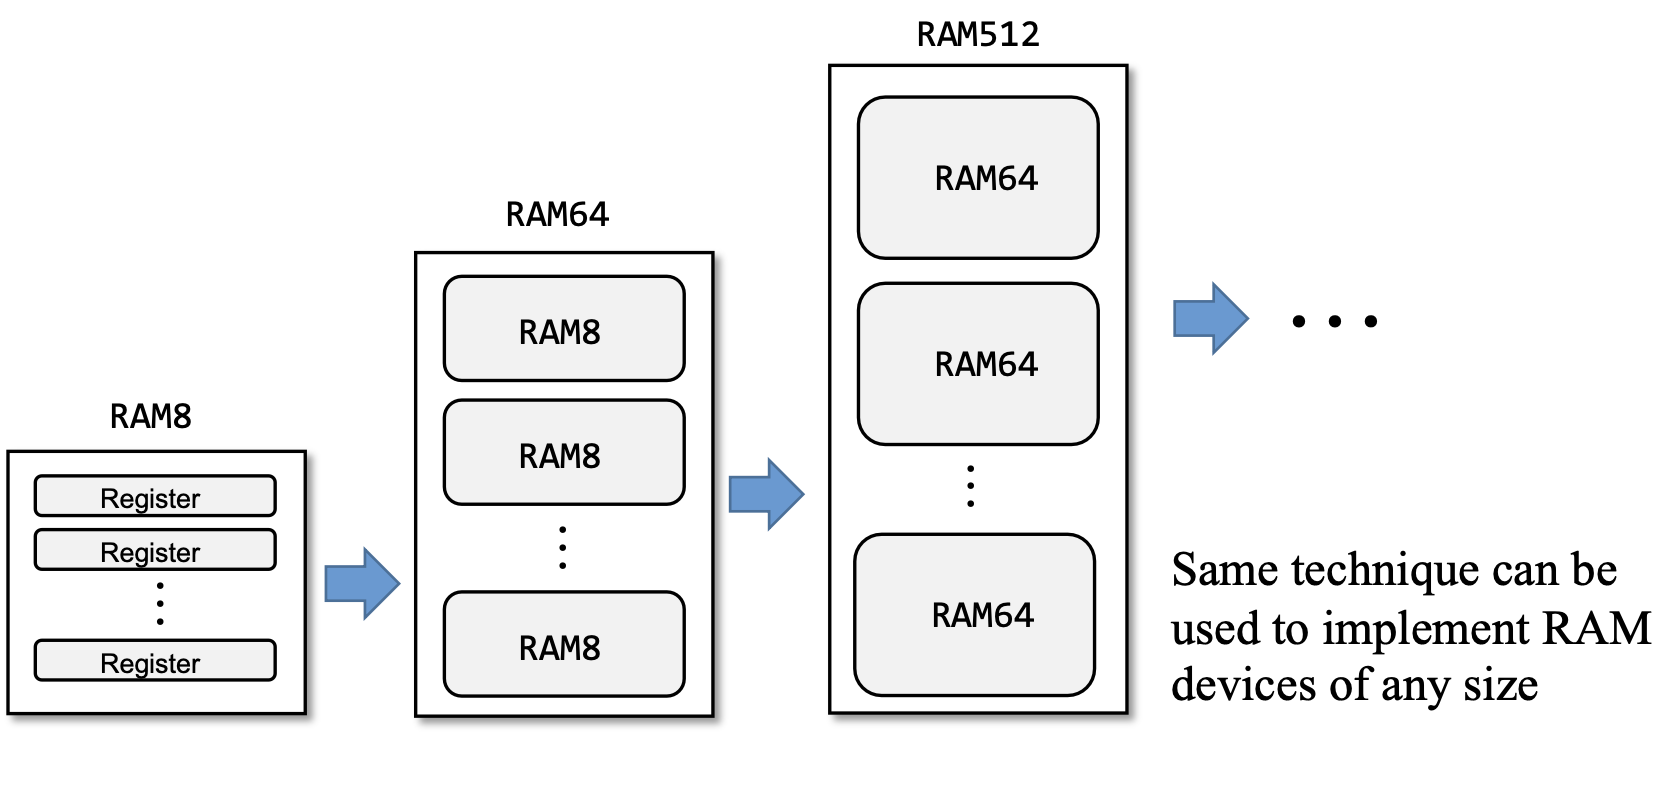 RAM8
Register
Register
Register
RAM64
RAM8
RAM8
RAM8
RAM512
RAM64
RAM64
RAM64
Same technique can be
used to implement RAM
devices of any size